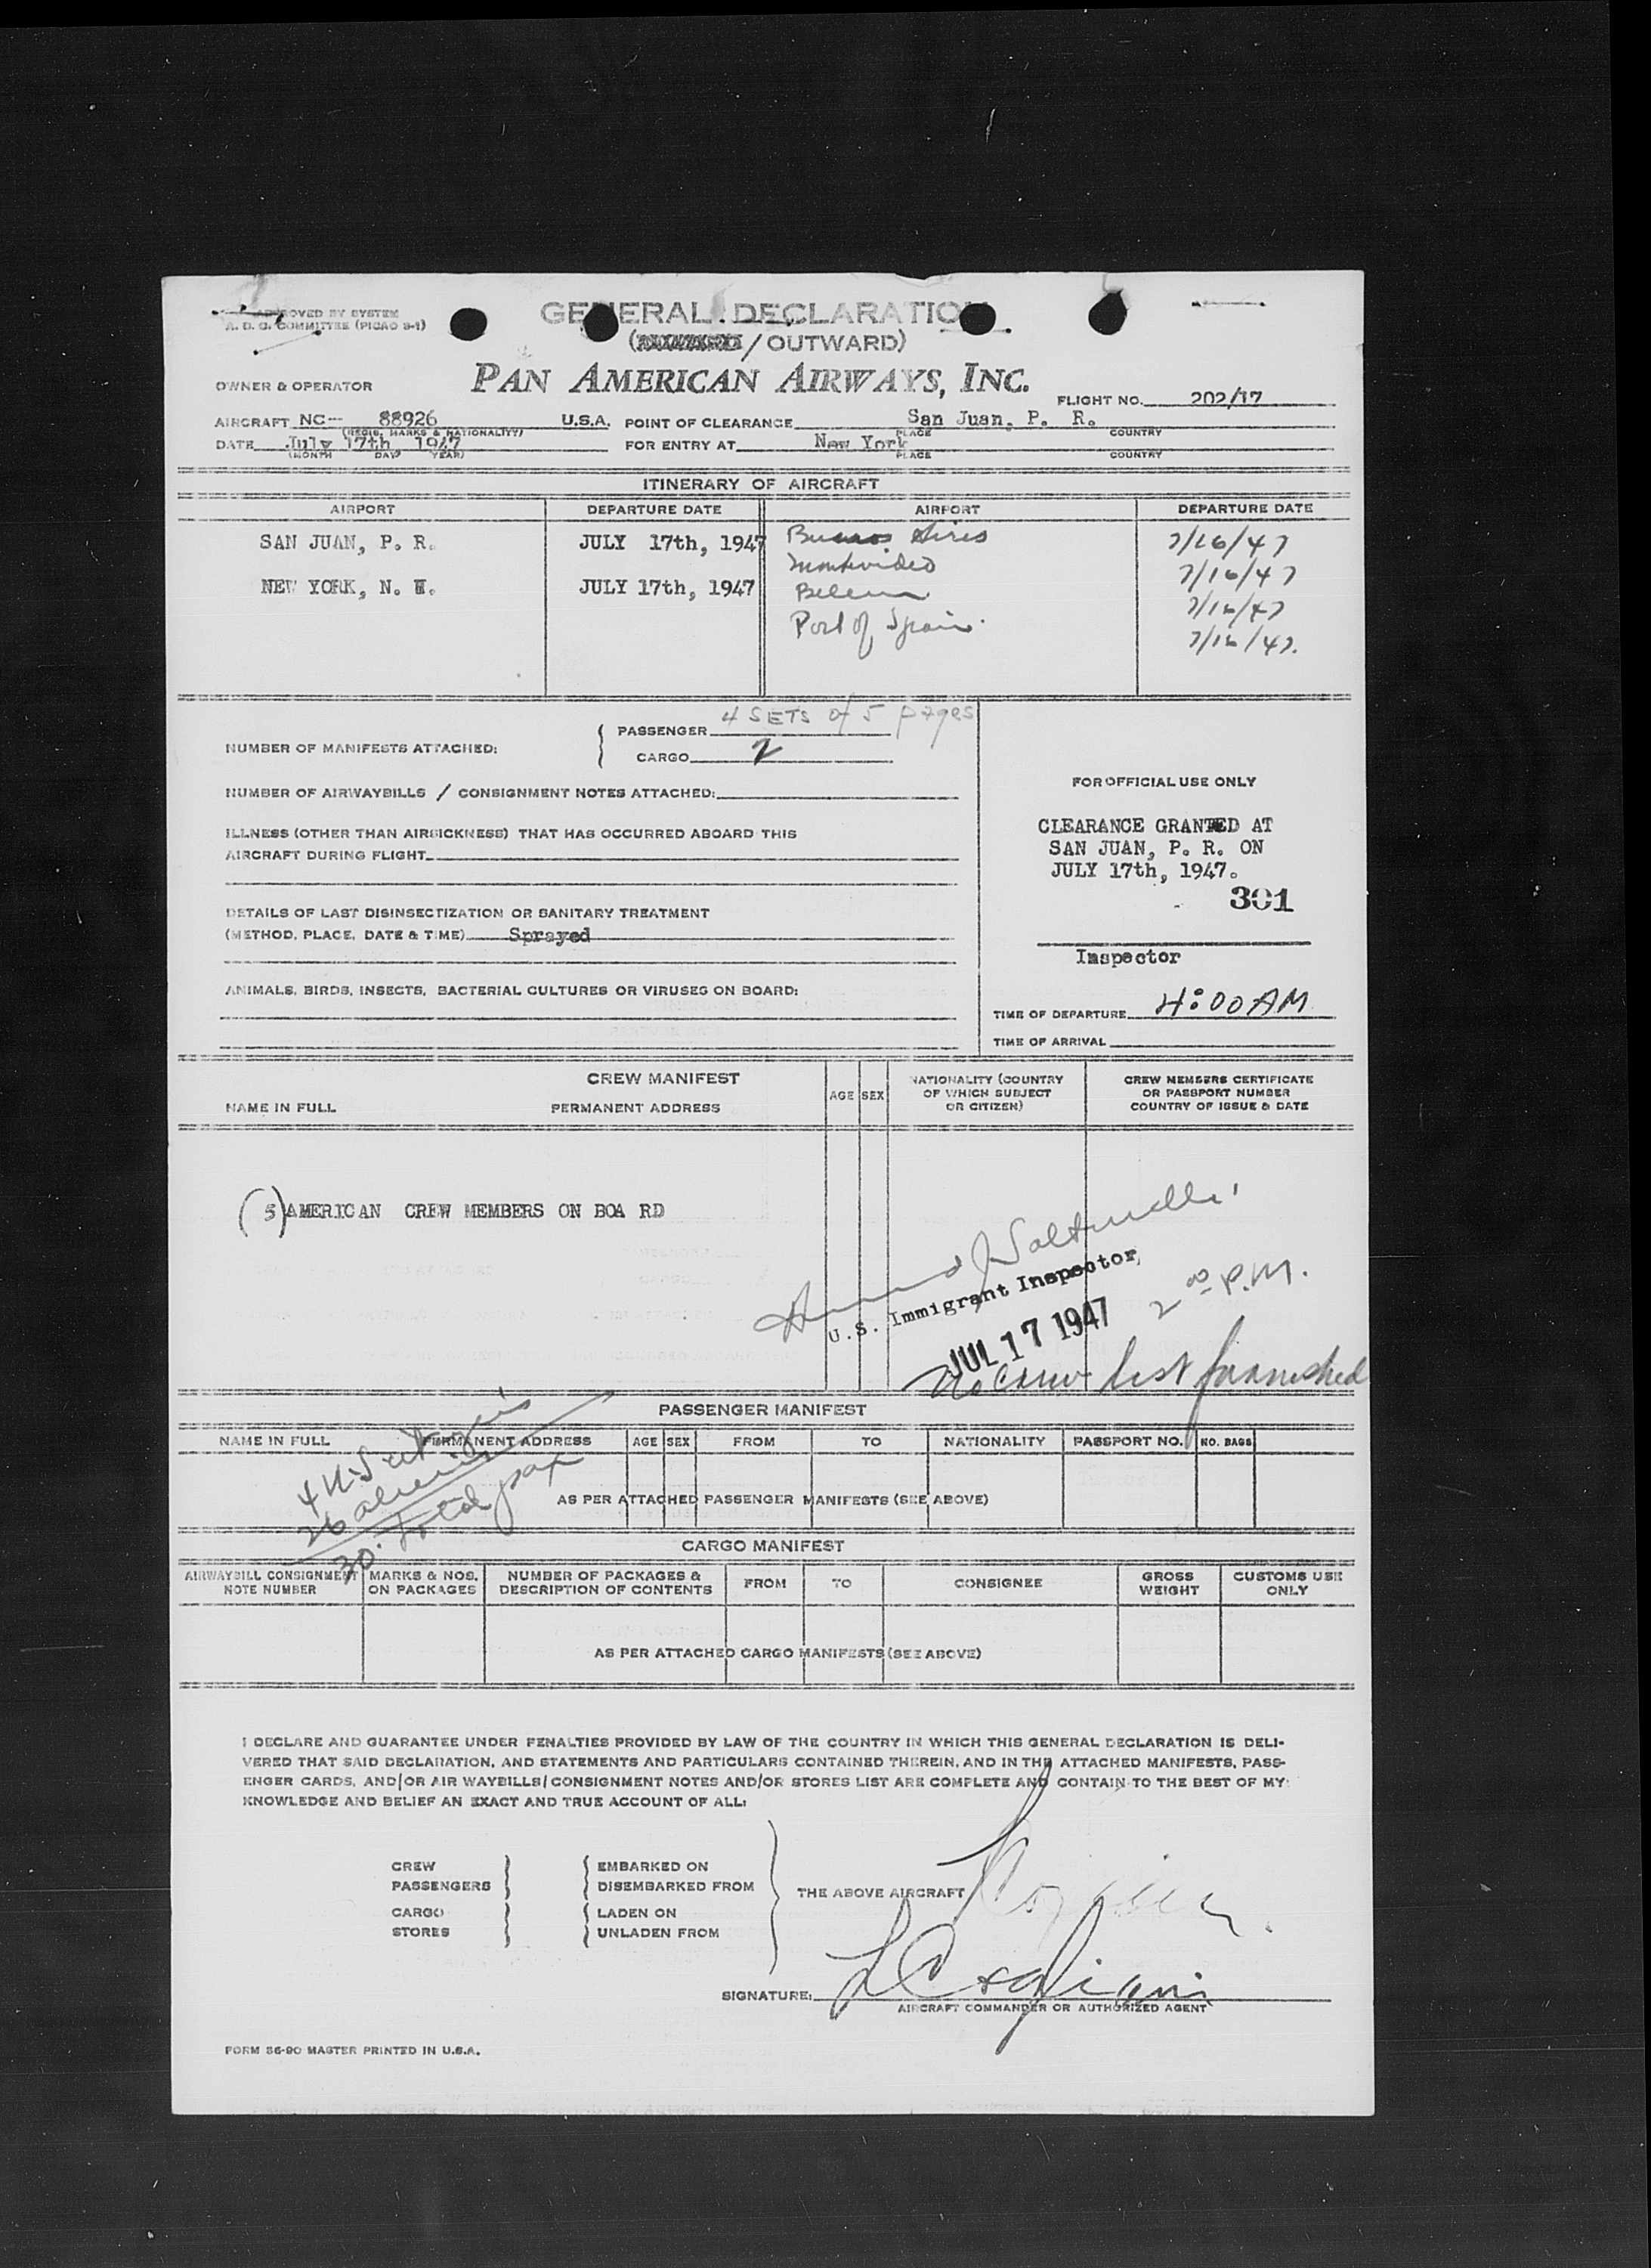 APPROVED BY SYSTEM
A. D. C. COMMITTEE (PICAO 9-1)
GENERAL DECLARATION
( / OUTWARD)
OWNER & OPERATOR
PAN AMERICAN AIRWAYS, INC.
FLIGHT NO. 202/17
AIRCRAFT NC-- 88926 U.S.A. POINT OF CLEARANCE San Juan, P. R.
(REGIS. MARKS & NATIONALITY) PLACE COUNTRY
DATE July 17th 1947 FOR ENTRY AT New York
(MONTH DAY YEAR) PLACE COUNTRY
ITINERARY OF AIRCRAFT
AIRPORT DEPARTURE DATE AIRPORT DEPARTURE DATE
SAN JUAN, P. R. JULY 17th, 1947 Buenos Aires 7/16/47
Montevideo 7/16/47
NEW YORK, N. Y. JULY 17th, 1947 Belem 7/16/47
Port of Spain. 7/16/47.
4 SETS of 5 pages
PASSENGER
NUMBER OF MANIFESTS ATTACHED:
CARGO 2
NUMBER OF AIRWAYBILLS / CONSIGNMENT NOTES ATTACHED:
ILLNESS (OTHER THAN AIRSICKNESS) THAT HAS OCCURRED ABOARD THIS
AIRCRAFT DURING FLIGHT
DETAILS OF LAST DISINSECTIZATION OR SANITARY TREATMENT
(METHOD, PLACE, DATE & TIME) Sprayed
ANIMALS, BIRDS, INSECTS, BACTERIAL CULTURES OR VIRUSES ON BOARD:
FOR OFFICIAL USE ONLY
CLEARANCE GRANTED AT
SAN JUAN, P. R. ON
JULY 17th, 1947.
301
Inspector
TIME OF DEPARTURE 4:00 AM
TIME OF ARRIVAL
CREW MANIFEST
NAME IN FULL PERMANENT ADDRESS AGE SEX NATIONALITY (COUNTRY OF WHICH SUBJECT OR CITIZEN) CREW MEMBERS CERTIFICATE OR PASSPORT NUMBER COUNTRY OF ISSUE & DATE
(5) AMERICAN CREW MEMBERS ON BOA RD
U.S. Immigrant Inspector
JUL 17 1947
2 00 P.M.
No Crew list furnished
PASSENGER MANIFEST
NAME IN FULL PERMANENT ADDRESS AGE SEX FROM TO NATIONALITY PASSPORT NO. NO. BAGS
4 U.S citizens
26 aliens
30. Total pax
AS PER ATTACHED PASSENGER MANIFESTS (SEE ABOVE)
CARGO MANIFEST
AIRWAYBILL CONSIGNMENT NOTE NUMBER MARKS & NOS. ON PACKAGES NUMBER OF PACKAGES & DESCRIPTION OF CONTENTS FROM TO CONSIGNEE GROSS WEIGHT CUSTOMS USE ONLY
AS PER ATTACHED CARGO MANIFESTS (SEE ABOVE)
I DECLARE AND GUARANTEE UNDER PENALTIES PROVIDED BY LAW OF THE COUNTRY IN WHICH THIS GENERAL DECLARATION IS DELI-
VERED THAT SAID DECLARATION, AND STATEMENTS AND PARTICULARS CONTAINED THEREIN, AND IN THE ATTACHED MANIFESTS, PASS-
ENGER CARDS, AND/OR AIR WAYBILLS/CONSIGNMENT NOTES AND/OR STORES LIST ARE COMPLETE AND CONTAIN TO THE BEST OF MY
KNOWLEDGE AND BELIEF AN EXACT AND TRUE ACCOUNT OF ALL:
CREW EMBARKED ON
PASSENGERS DISEMBARKED FROM
THE ABOVE AIRCRAFT
CARGO LADEN ON
STORES UNLADEN FROM
SIGNATURE:
AIRCRAFT COMMANDER OR AUTHORIZED AGENT
FORM 86-90 MASTER PRINTED IN U.S.A.